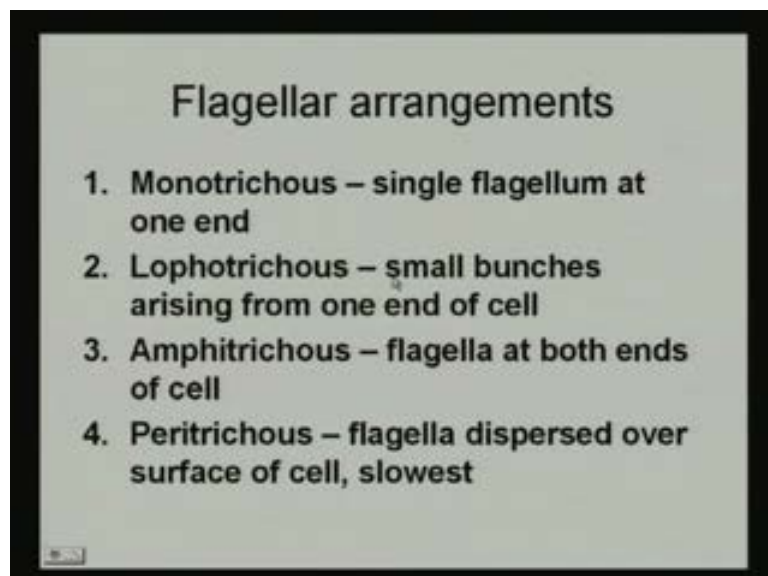 Flagellar arrangements
1. Monotrichous – single flagellum at
one end
2. Lophotrichous – small bunches
arising from one end of cell
3. Amphitrichous – flagella at both ends
of cell
4. Peritrichous – flagella dispersed over
surface of cell, slowest